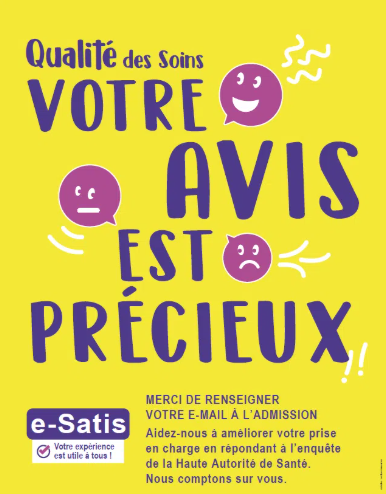 Qualité des Soins
VOTRE
AVIS
EST
PRÉCIEUX
!!
e-Satis
Votre expérience
est utile à tous !
MERCI DE RENSEIGNER
VOTRE E-MAIL À L'ADMISSION
Aidez-nous à améliorer votre prise
en charge en répondant à l'enquête
de la Haute Autorité de Santé.
Nous comptons sur vous.